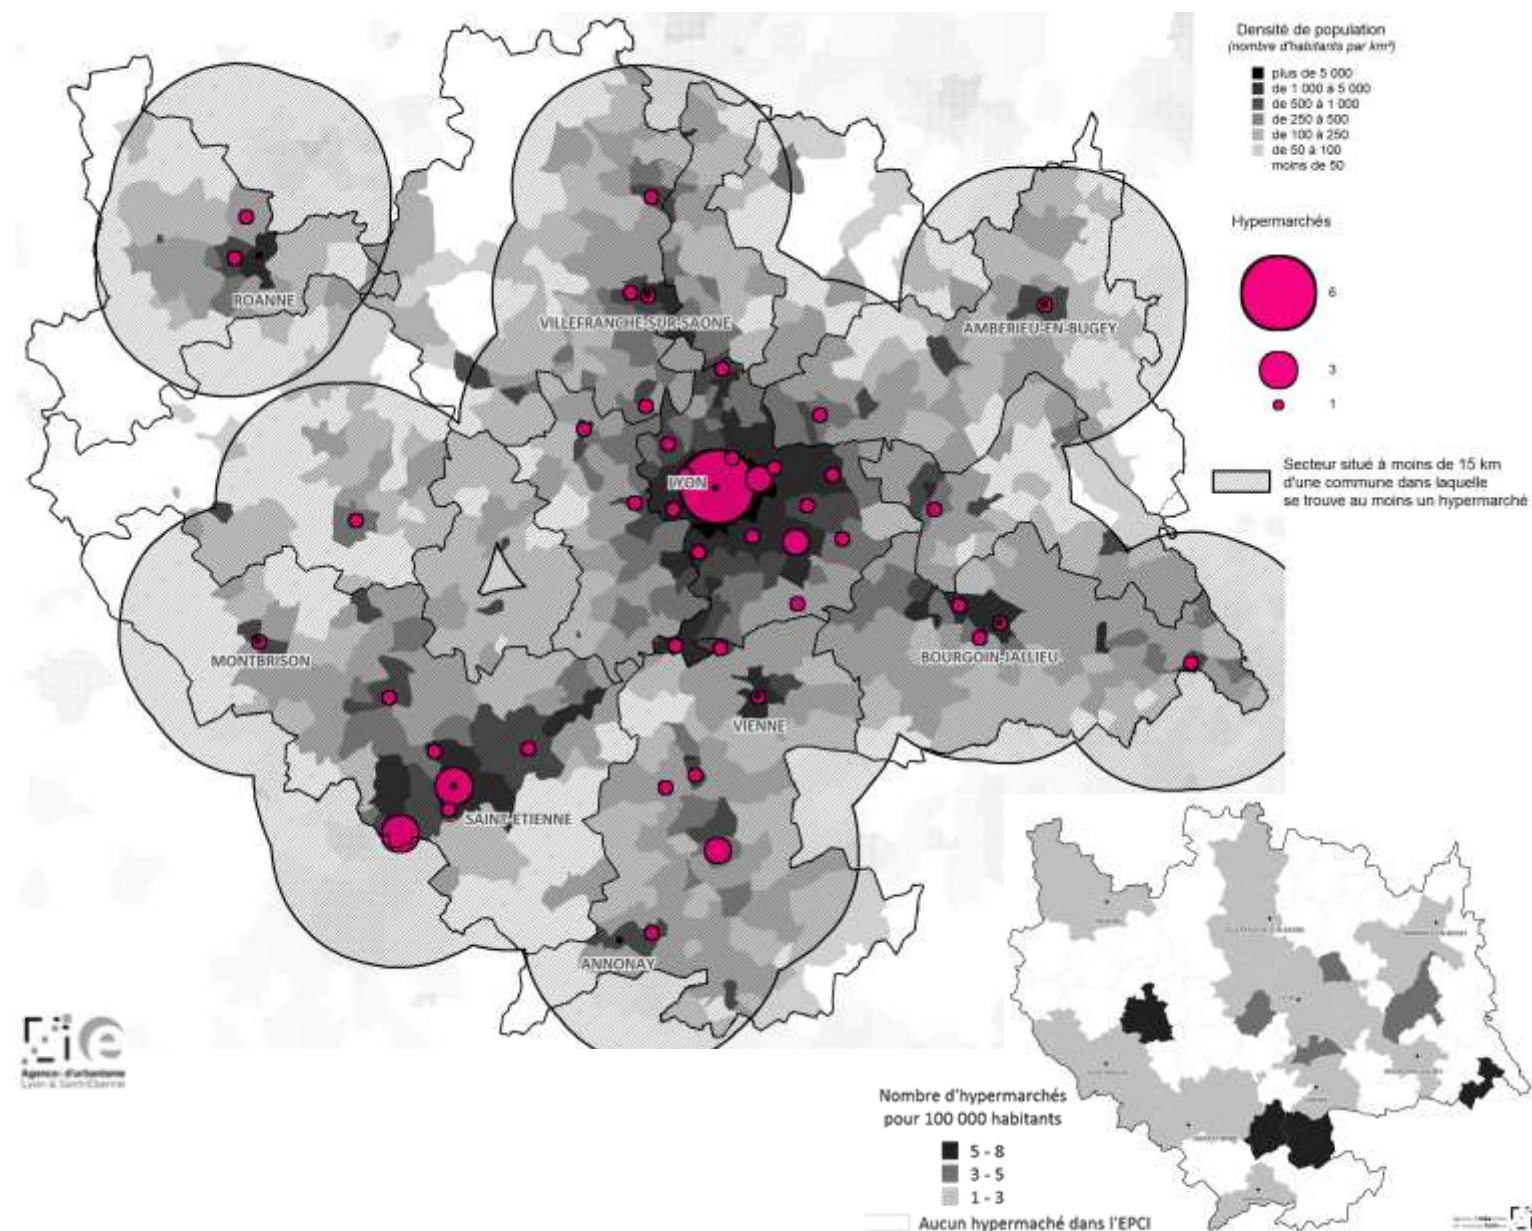 Densité de population
(nombre d'habitants par km²)
plus de 5 000
de 1 000 à 5 000
de 500 à 1 000
de 250 à 500
de 100 à 250
de 50 à 100
moins de 50
Hypermarchés
6
3
1
Secteur situé à moins de 15 km
d'une commune dans laquelle
se trouve au moins un hypermarché
ROANNE
VILLEFRANCHE-SUR-SAONE
AMBERIEU-EN-BUGEY
LYON
MONTBRISON
BOURGOIN-JALLIEU
VIENNE
SAINT-ETIENNE
ANNONAY
Agence d'urbanisme
Lyon & Saint-Etienne
Nombre d'hypermarchés
pour 100 000 habitants
5 - 8
3 - 5
1 - 3
Aucun hypermaché dans l'EPCI